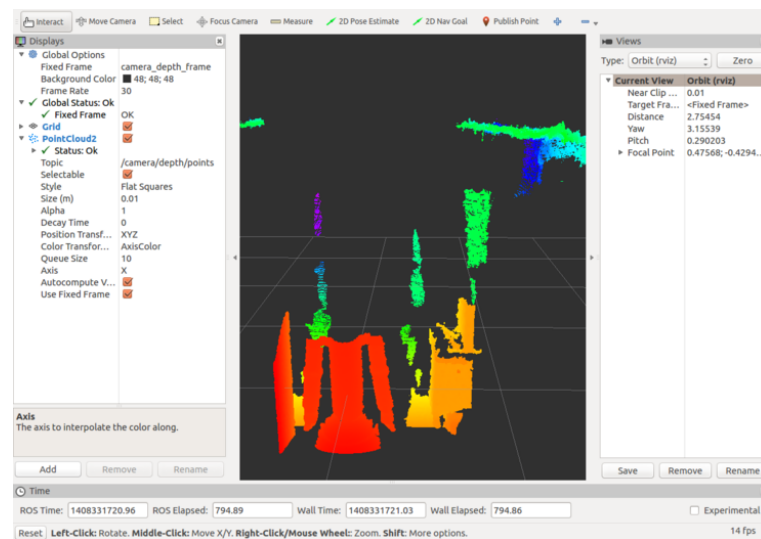 Interact Move Camera Select Focus Camera Measure 2D Pose Estimate 2D Nav Goal Publish Point
Displays
Global Options
Fixed Frame camera_depth_frame
Background Color 48; 48; 48
Frame Rate 30
Global Status: Ok
Fixed Frame OK
Grid
PointCloud2
Status: Ok
Topic /camera/depth/points
Selectable
Style Flat Squares
Size (m) 0.01
Alpha 1
Decay Time 0
Position Transf... XYZ
Color Transfor... AxisColor
Queue Size 10
Axis X
Autocompute V...
Use Fixed Frame
Axis
The axis to interpolate the color along.
Add Remove Rename
Views
Type: Orbit (rviz) Zero
Current View Orbit (rviz)
Near Clip ... 0.01
Target Fra... <Fixed Frame>
Distance 2.75454
Yaw 3.15539
Pitch 0.290203
Focal Point 0.47568; -0.4294...
Save Remove Rename
Time
ROS Time: 1408331720.96 ROS Elapsed: 794.89 Wall Time: 1408331721.03 Wall Elapsed: 794.86 Experimental
Reset Left-Click: Rotate. Middle-Click: Move X/Y. Right-Click/Mouse Wheel:: Zoom. Shift: More options. 14 fps